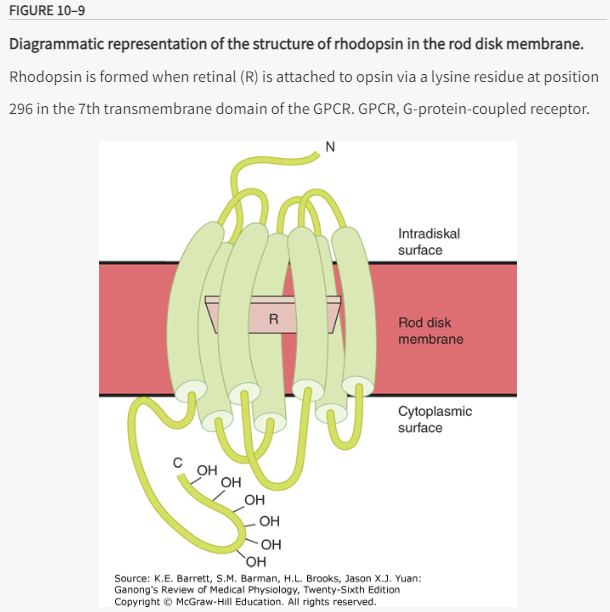 FIGURE 10–9
Diagrammatic representation of the structure of rhodopsin in the rod disk membrane.
Rhodopsin is formed when retinal (R) is attached to opsin via a lysine residue at position
296 in the 7th transmembrane domain of the GPCR. GPCR, G-protein-coupled receptor.
N
Intradiskal
surface
R
Rod disk
membrane
Cytoplasmic
surface
C
OH
OH
OH
OH
OH
OH
Source: K.E. Barrett, S.M. Barman, H.L. Brooks, Jason X.J. Yuan:
Ganong's Review of Medical Physiology, Twenty-Sixth Edition
Copyright © McGraw-Hill Education. All rights reserved.